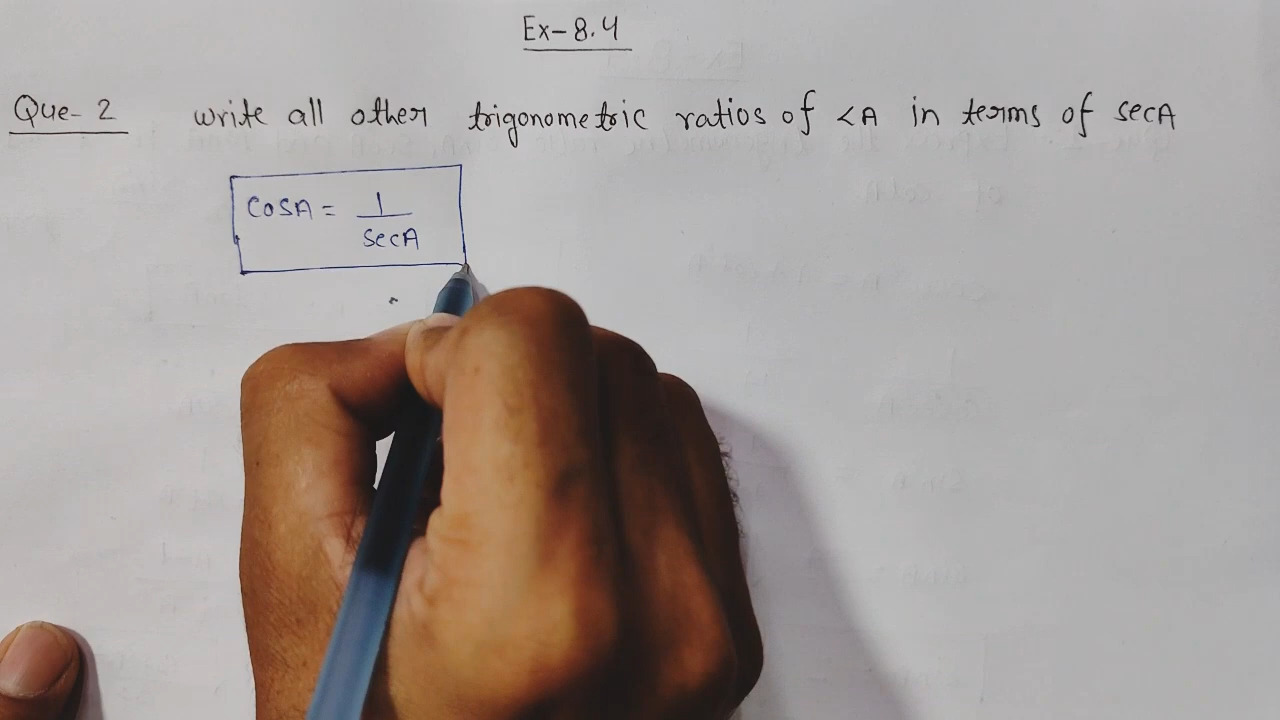 Ex-8.4
Que-2 write all other trigonometric ratios of <A in terms of secA
cosA = 1/secA